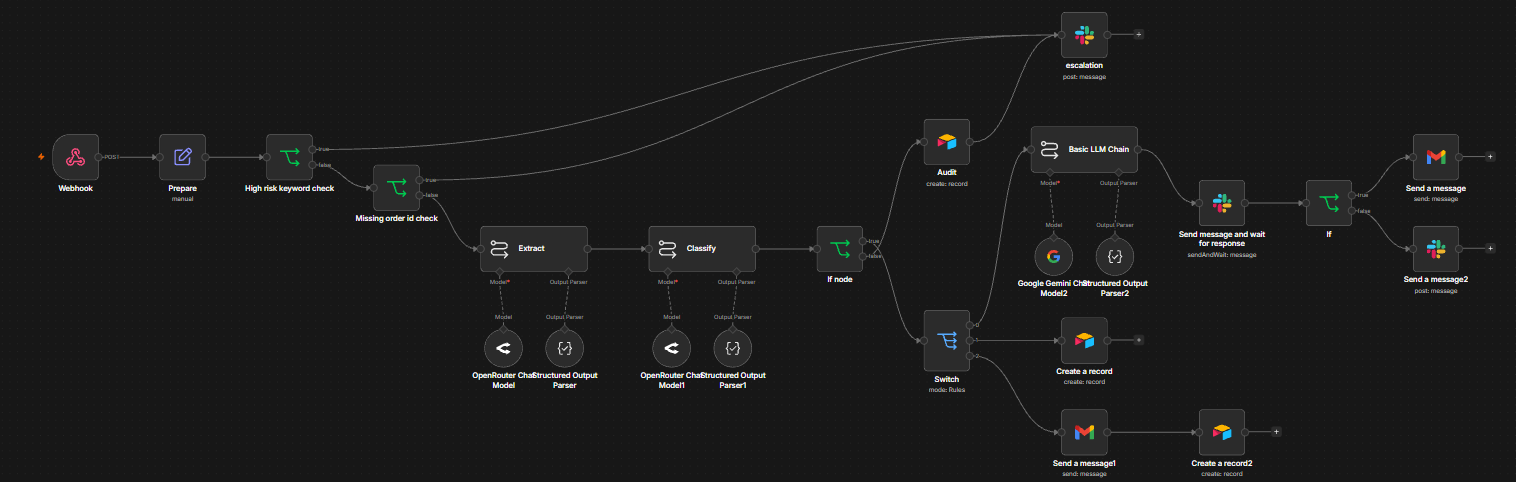 escalation
post: message
Webhook
POST
Prepare
manual
High risk keyword check
true
false
Missing order id check
true
false
Extract
Model*
Output Parser
Model
Output Parser
OpenRouter Chat Model
Structured Output Parser
Classify
Model*
Output Parser
Model
Output Parser
OpenRouter Chat Model1
Structured Output Parser1
If node
true
false
Audit
create: record
Switch
mode: Rules
0
1
2
Basic LLM Chain
Model*
Output Parser
Model
Output Parser
Google Gemini Chat Model2
Structured Output Parser2
Send message and wait
for response
sendAndWait: message
If
true
false
Send a message
send: message
Send a message2
post: message
Create a record
create: record
Send a message1
send: message
Create a record2
create: record